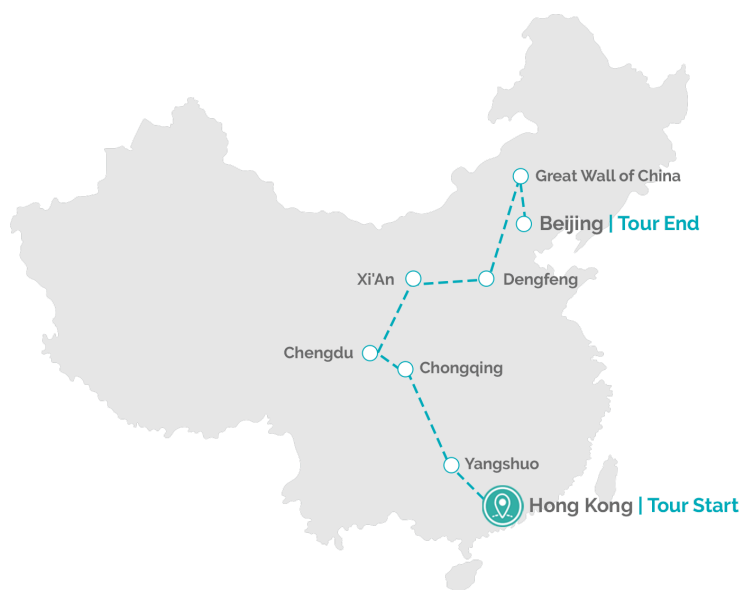 Great Wall of China
Beijing | Tour End
Xi'An
Dengfeng
Chengdu
Chongqing
Yangshuo
Hong Kong | Tour Start